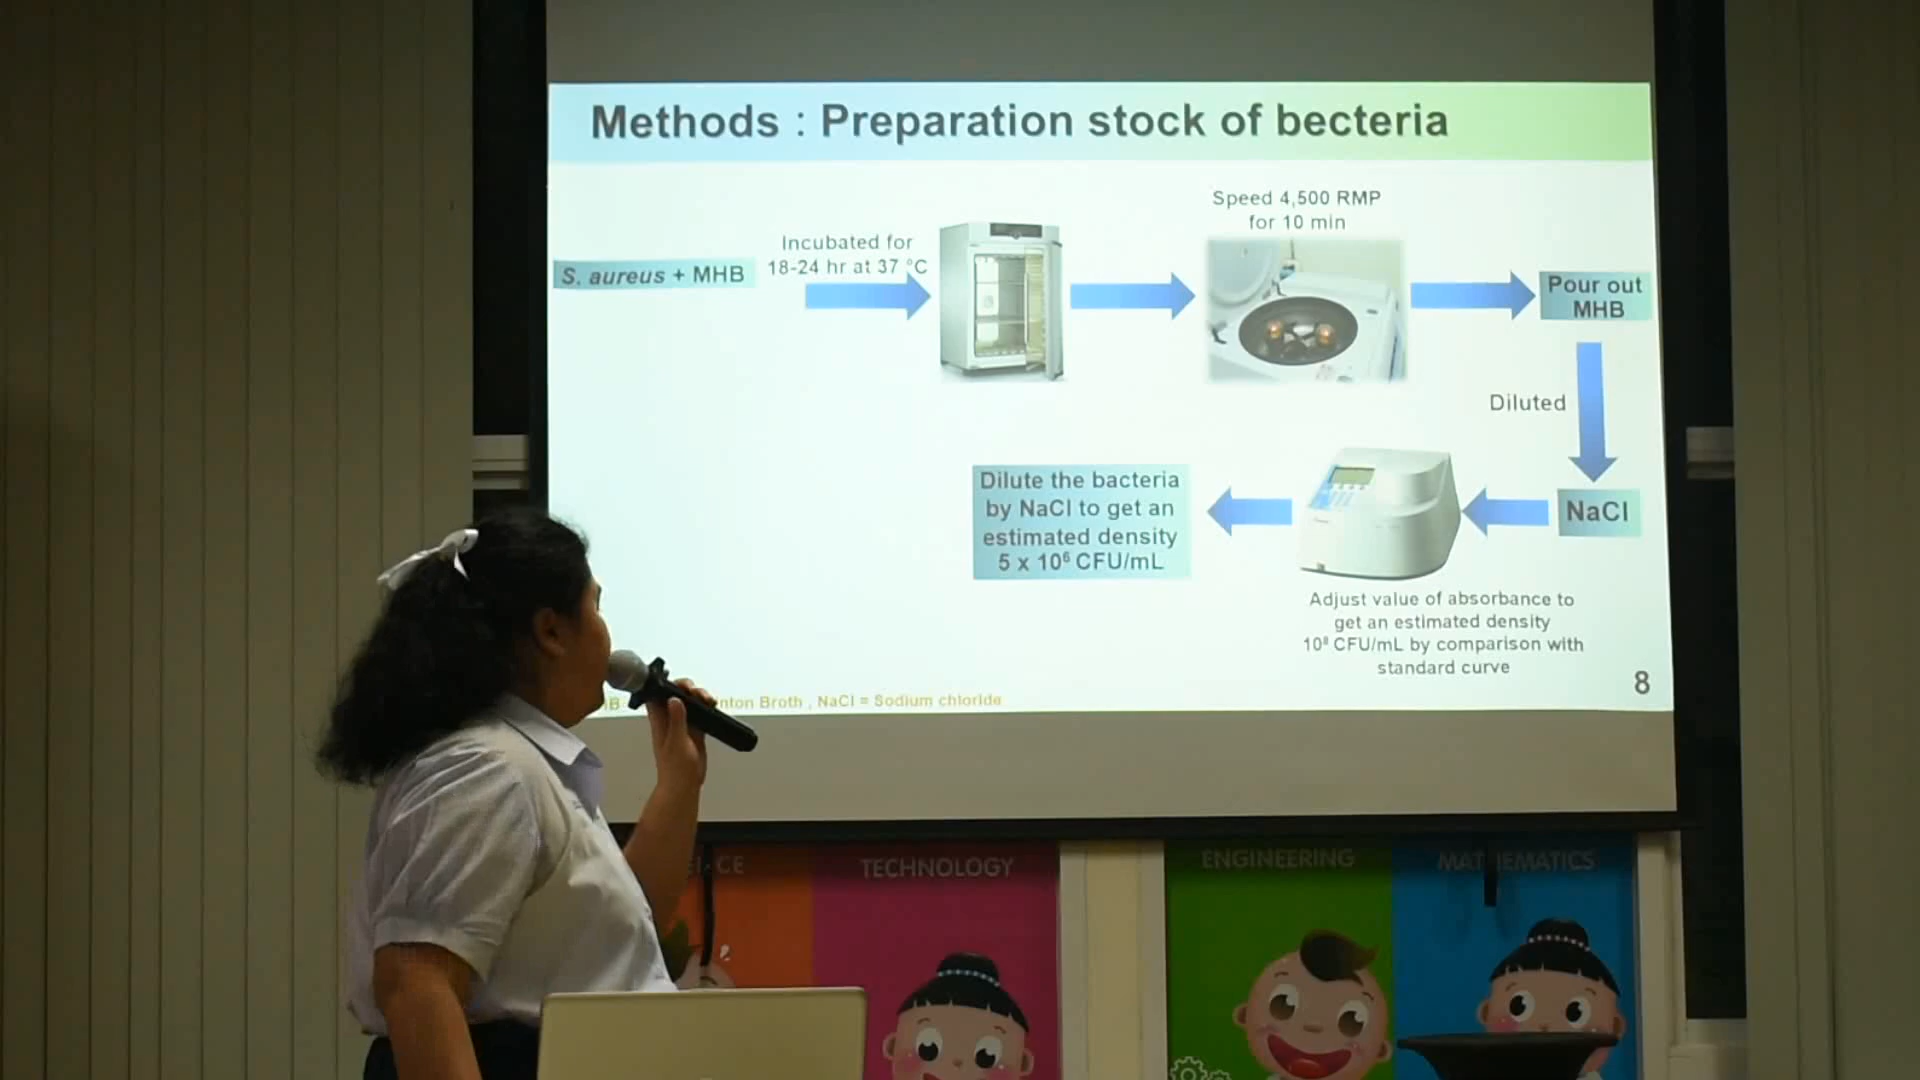 Methods : Preparation stock of becteria
Speed 4,500 RMP
for 10 min
Incubated for
18-24 hr at 37 °C
S. aureus + MHB
Pour out
MHB
Diluted
NaCl
Dilute the bacteria
by NaCl to get an
estimated density
5 x 10⁶ CFU/mL
Adjust value of absorbance to
get an estimated density
10⁸ CFU/mL by comparison with
standard curve
8
Broth , NaCl = Sodium chloride
TECHNOLOGY
ENGINEERING
MATHEMATICS